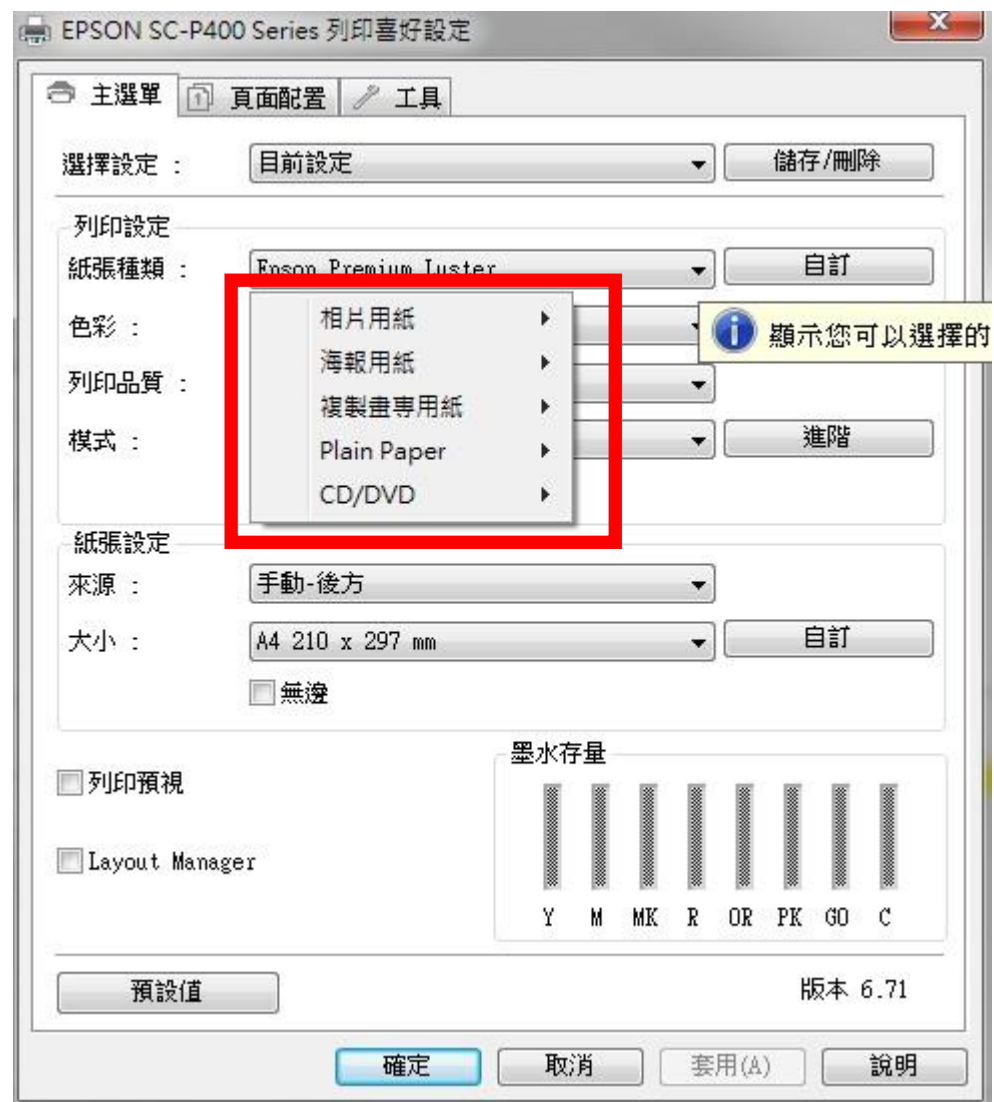 EPSON SC-P400 Series 列印喜好設定
主選單 頁面配置 工具
選擇設定 : 目前設定 儲存/刪除
列印設定
紙張種類 : Epson Premium Luster 自訂
相片用紙
色彩 : 顯示您可以選擇的
海報用紙
列印品質 :
複製畫專用紙
模式 : Plain Paper 進階
CD/DVD
紙張設定
來源 : 手動-後方
大小 : A4 210 x 297 mm 自訂
無邊
墨水存量
列印預視
Layout Manager
Y M MK R OR PK GO C
預設值 版本 6.71
確定 取消 套用(A) 說明